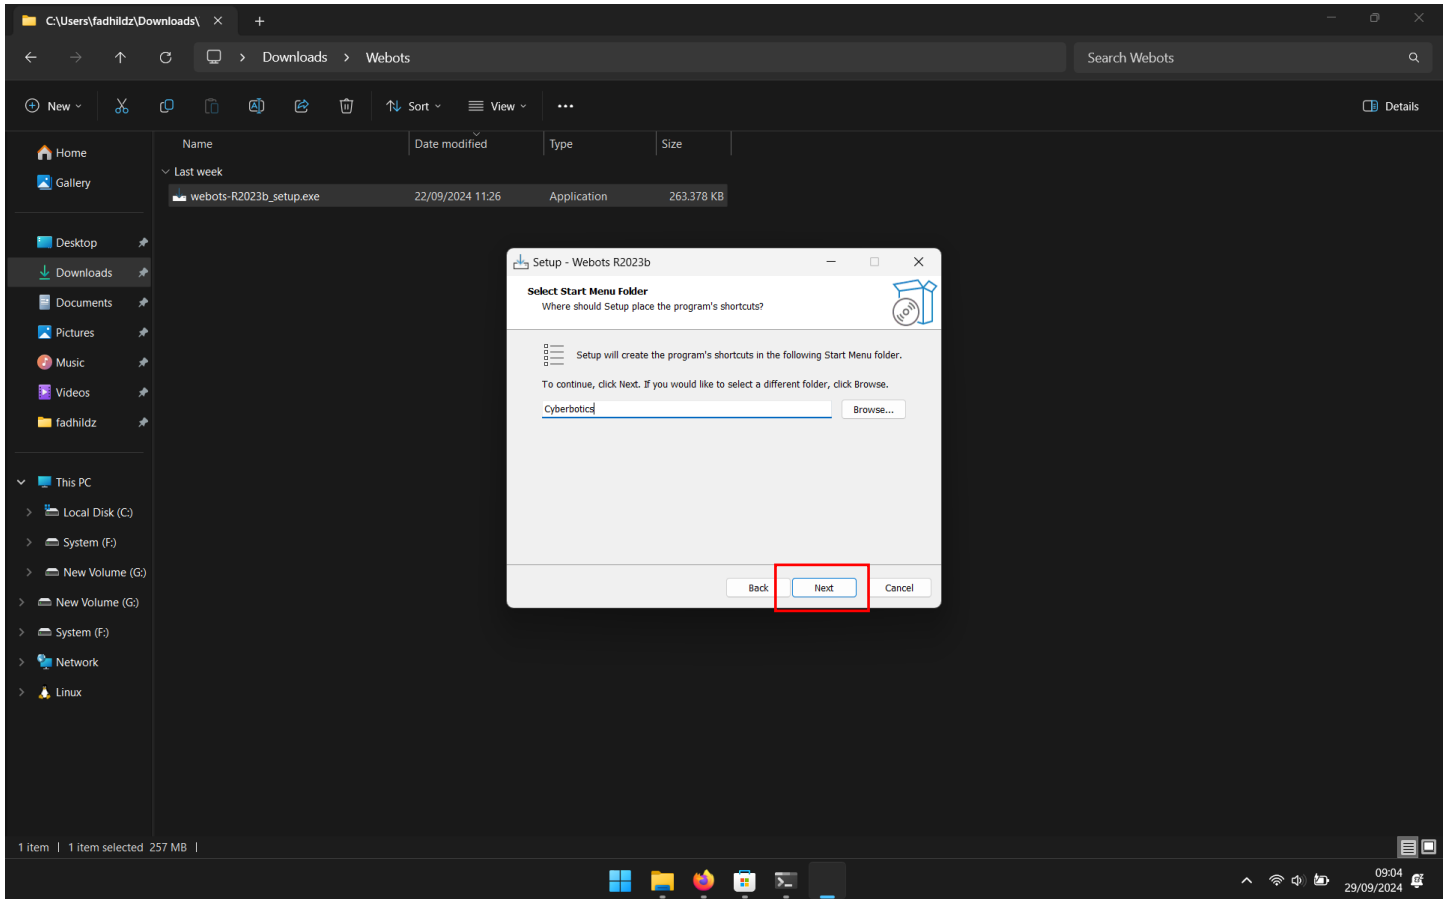 C:\Users\fadhildz\Downloads\
Downloads > Webots
Search Webots
New
Sort
View
Details
Name Date modified Type Size
Last week
webots-R2023b_setup.exe 22/09/2024 11:26 Application 263.378 KB
Home
Gallery
Desktop
Downloads
Documents
Pictures
Music
Videos
fadhildz
This PC
Local Disk (C:)
System (F:)
New Volume (G:)
New Volume (G:)
System (F:)
Network
Linux
Setup - Webots R2023b
Select Start Menu Folder
Where should Setup place the program's shortcuts?
Setup will create the program's shortcuts in the following Start Menu folder.
To continue, click Next. If you would like to select a different folder, click Browse.
Cyberbotics
Browse...
Back Next Cancel
1 item | 1 item selected 257 MB |
09:04
29/09/2024